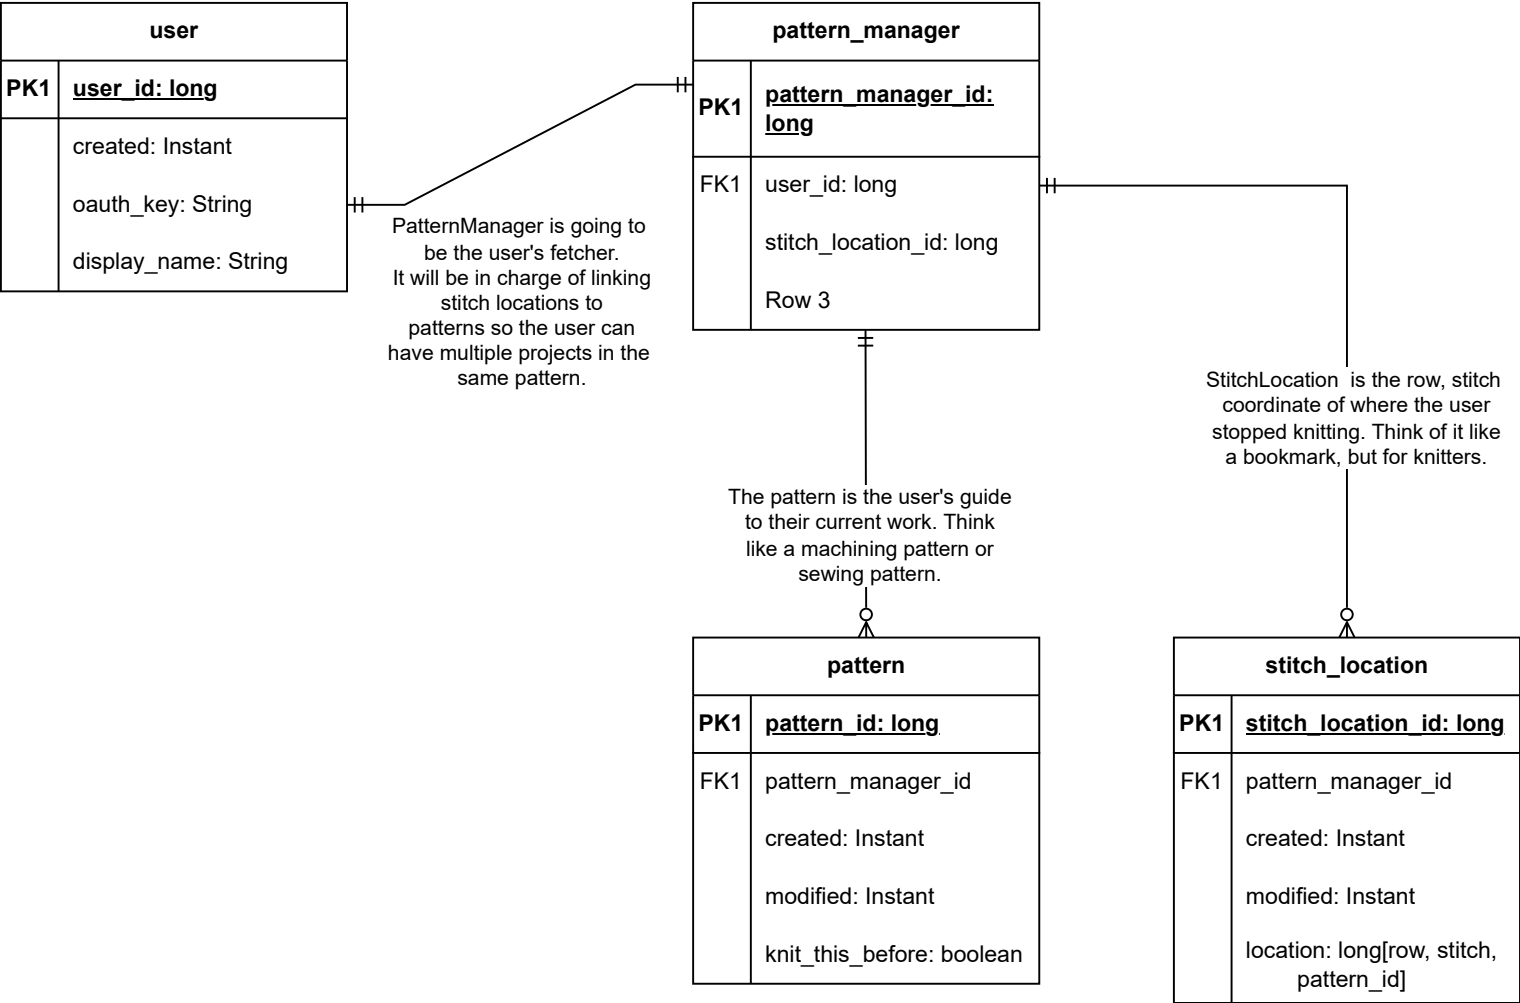 user
PK1
user_id: long
created: Instant
oauth_key: String
display_name: String
PatternManager is going to
be the user's fetcher.
It will be in charge of linking
stitch locations to
patterns so the user can
have multiple projects in the
same pattern.
pattern_manager
PK1
pattern_manager_id:
long
FK1
user_id: long
stitch_location_id: long
Row 3
StitchLocation  is the row, stitch
coordinate of where the user
stopped knitting. Think of it like
a bookmark, but for knitters.
The pattern is the user's guide
to their current work. Think
like a machining pattern or
sewing pattern.
pattern
PK1
pattern_id: long
FK1
pattern_manager_id
created: Instant
modified: Instant
knit_this_before: boolean
stitch_location
PK1
stitch_location_id: long
FK1
pattern_manager_id
created: Instant
modified: Instant
location: long[row, stitch,
pattern_id]